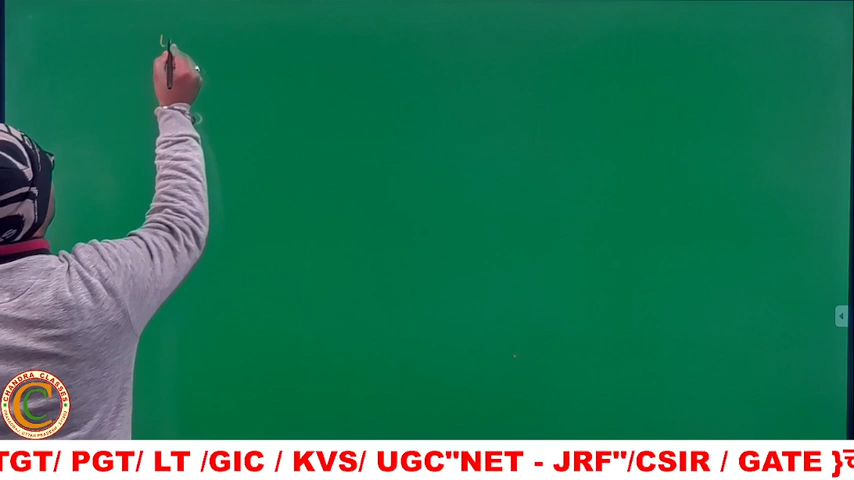 CHANDRA CLASSES
TGT/ PGT/ LT /GIC / KVS/ UGC"NET - JRF"/CSIR / GATE }